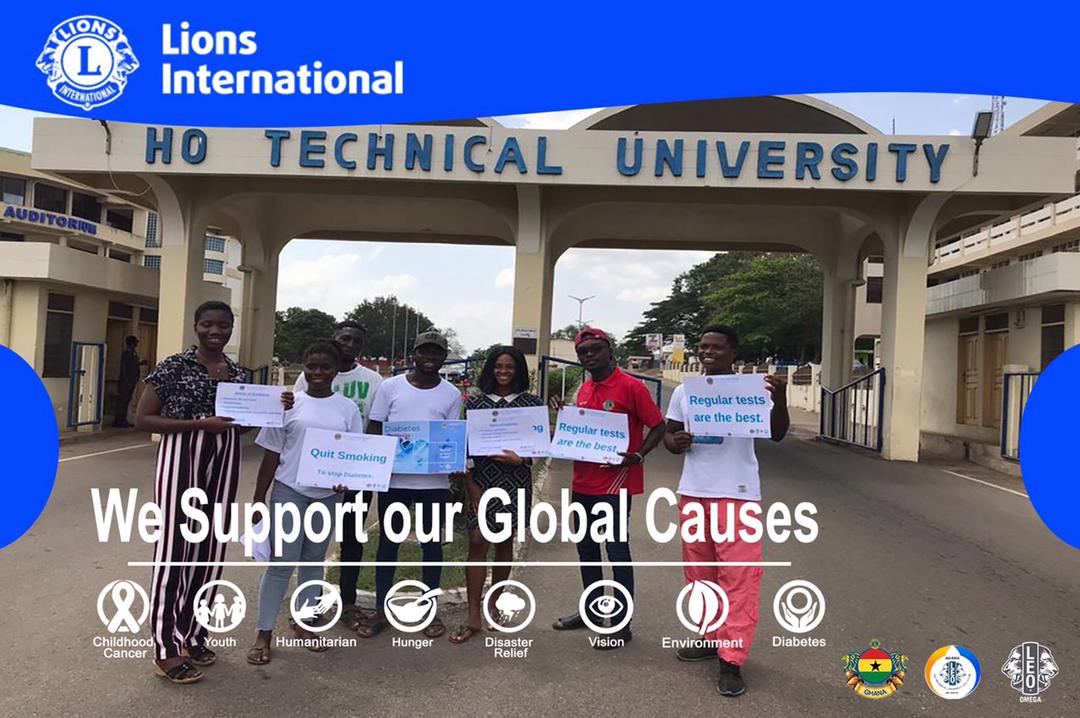 LIONS
L
INTERNATIONAL
Lions
International
HO TECHNICAL UNIVERSITY
AUDITORIUM
Regular tests
are the best.
Diabetes
Quit Smoking
To stop Diabetes.
ng
Regular tests
are the best.
We Support our Global Causes
Childhood
Cancer
Youth
Humanitarian
Hunger
Disaster
Relief
Vision
Environment
Diabetes
GHANA
LEO
OMEGA